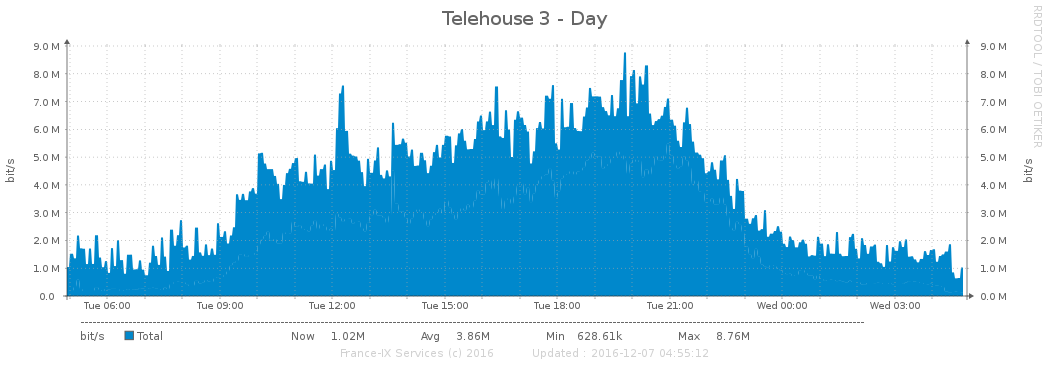 Telehouse 3 - Day
RRDTOOL / TOBI OETIKER
bit/s
9.0 M
8.0 M
7.0 M
6.0 M
5.0 M
4.0 M
3.0 M
2.0 M
1.0 M
0.0
9.0 M
8.0 M
7.0 M
6.0 M
5.0 M
4.0 M
3.0 M
2.0 M
1.0 M
0.0 M
bit/s
Tue 06:00 Tue 09:00 Tue 12:00 Tue 15:00 Tue 18:00 Tue 21:00 Wed 00:00 Wed 03:00
bit/s Total Now 1.02M Avg 3.86M Min 628.61k Max 8.76M
France-IX Services (c) 2016 Updated : 2016-12-07 04:55:12